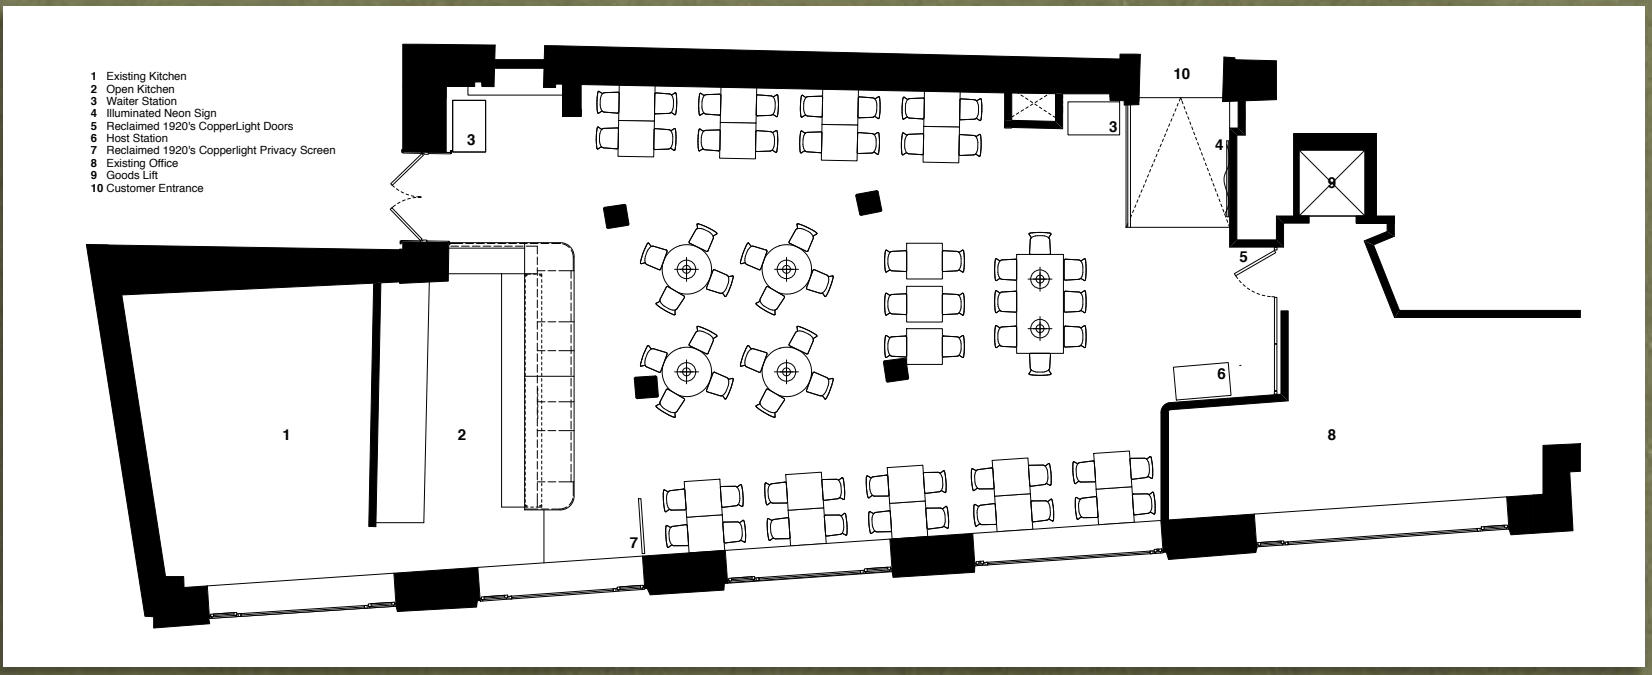 1 Existing Kitchen
2 Open Kitchen
3 Waiter Station
4 Illuminated Neon Sign
5 Reclaimed 1920's CopperLight Doors
6 Host Station
7 Reclaimed 1920's Copperlight Privacy Screen
8 Existing Office
9 Goods Lift
10 Customer Entrance
10
3
3
4
9
5
6
1
2
8
7